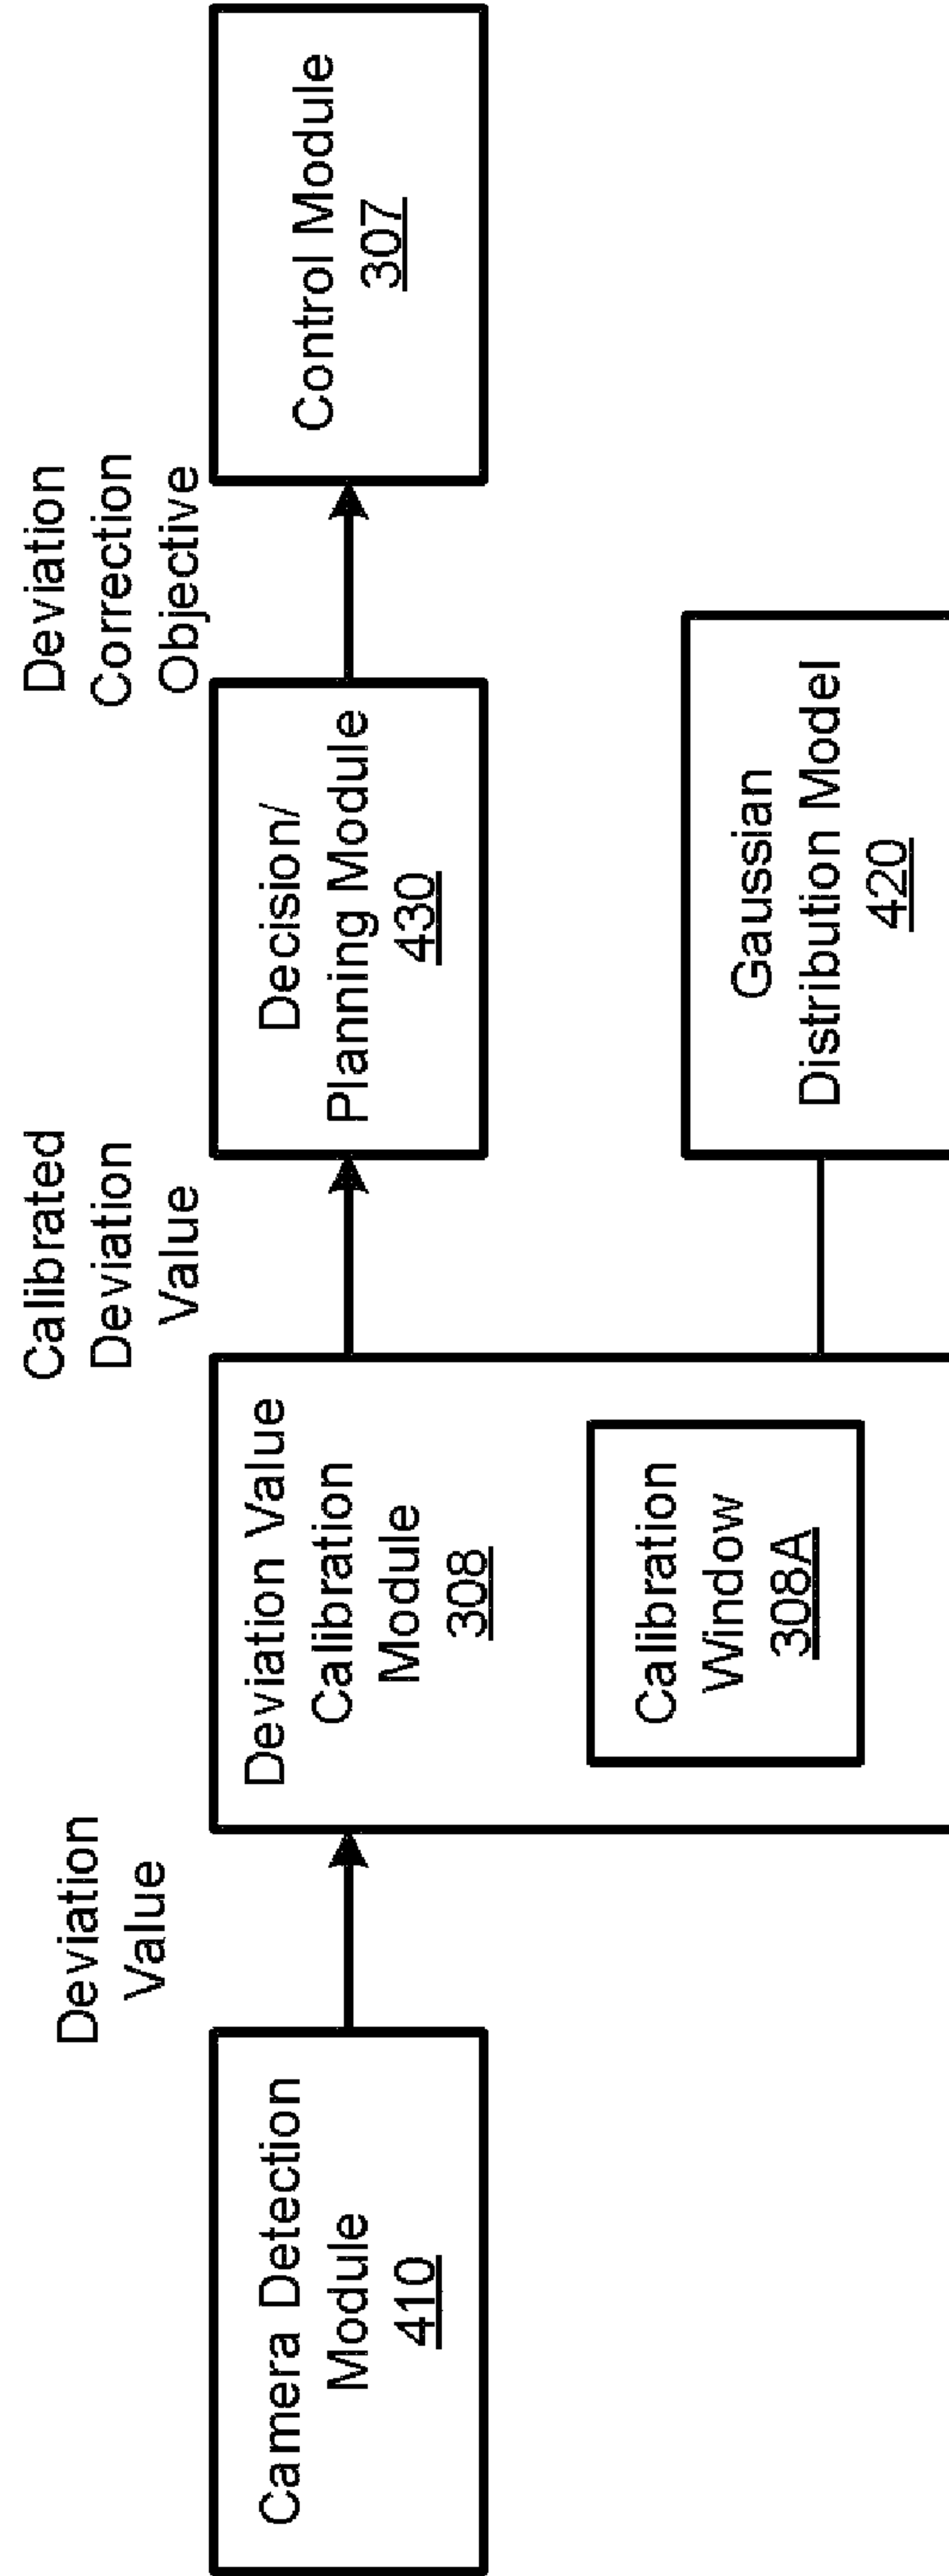 Deviation
Value
Calibrated
Deviation
Value
Deviation
Correction
Objective
Camera Detection
Module
410
Deviation Value
Calibration
Module
308
Calibration
Window
308A
Decision/
Planning Module
430
Control Module
307
Gaussian
Distribution Model
420